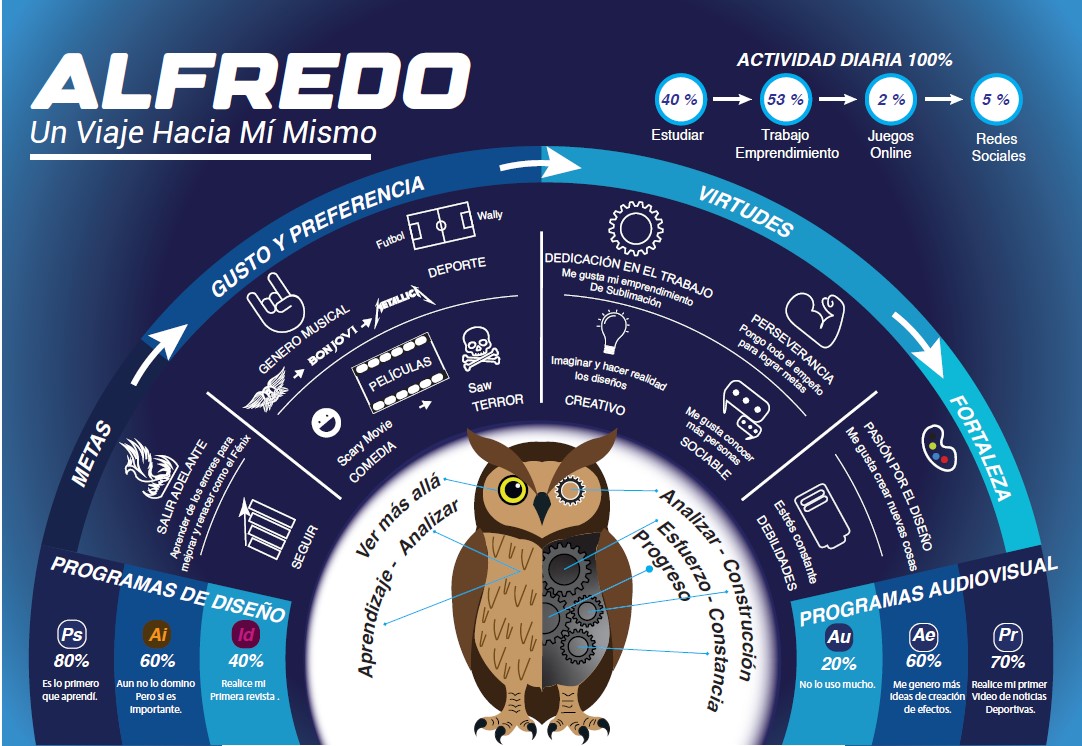 ALFREDO
Un Viaje Hacia Mí Mismo
ACTIVIDAD DIARIA 100%
40 %
53 %
2 %
5 %
Estudiar
Trabajo
Emprendimiento
Juegos
Online
Redes
Sociales
METAS
SALIR ADELANTE
Aprender de los errores para
mejorar y renacer como el Fénix
SEGUIR
GUSTO Y PREFERENCIA
Futbol
Wally
DEPORTE
GENERO MUSICAL
BON JOVI
METALLICA
PELÍCULAS
Scary Movie
COMEDIA
Saw
TERROR
VIRTUDES
DEDICACIÓN EN EL TRABAJO
Me gusta mi emprendimiento
De Sublimación
PERSEVERANCIA
Pongo todo el empeño
para lograr metas
Imaginar y hacer realidad
los diseños
CREATIVO
Me gusta conocer
más personas
SOCIABLE
FORTALEZA
PASIÓN POR EL DISEÑO
Me gusta crear nuevas cosas
Estrés constante
DEBILIDADES
Ver más allá
Aprendizaje - Analizar
Analizar - Construcción
Esfuerzo - Constancia
Progreso
PROGRAMAS DE DISEÑO
Ps
80%
Es lo primero
que aprendí.
Ai
60%
Aun no lo domino
Pero si es
Importante.
Id
40%
Realice mi
Primera revista .
PROGRAMAS AUDIOVISUAL
Au
20%
No lo uso mucho.
Ae
60%
Me genero más
Ideas de creación
de efectos.
Pr
70%
Realice mi primer
Video de noticias
Deportivas.